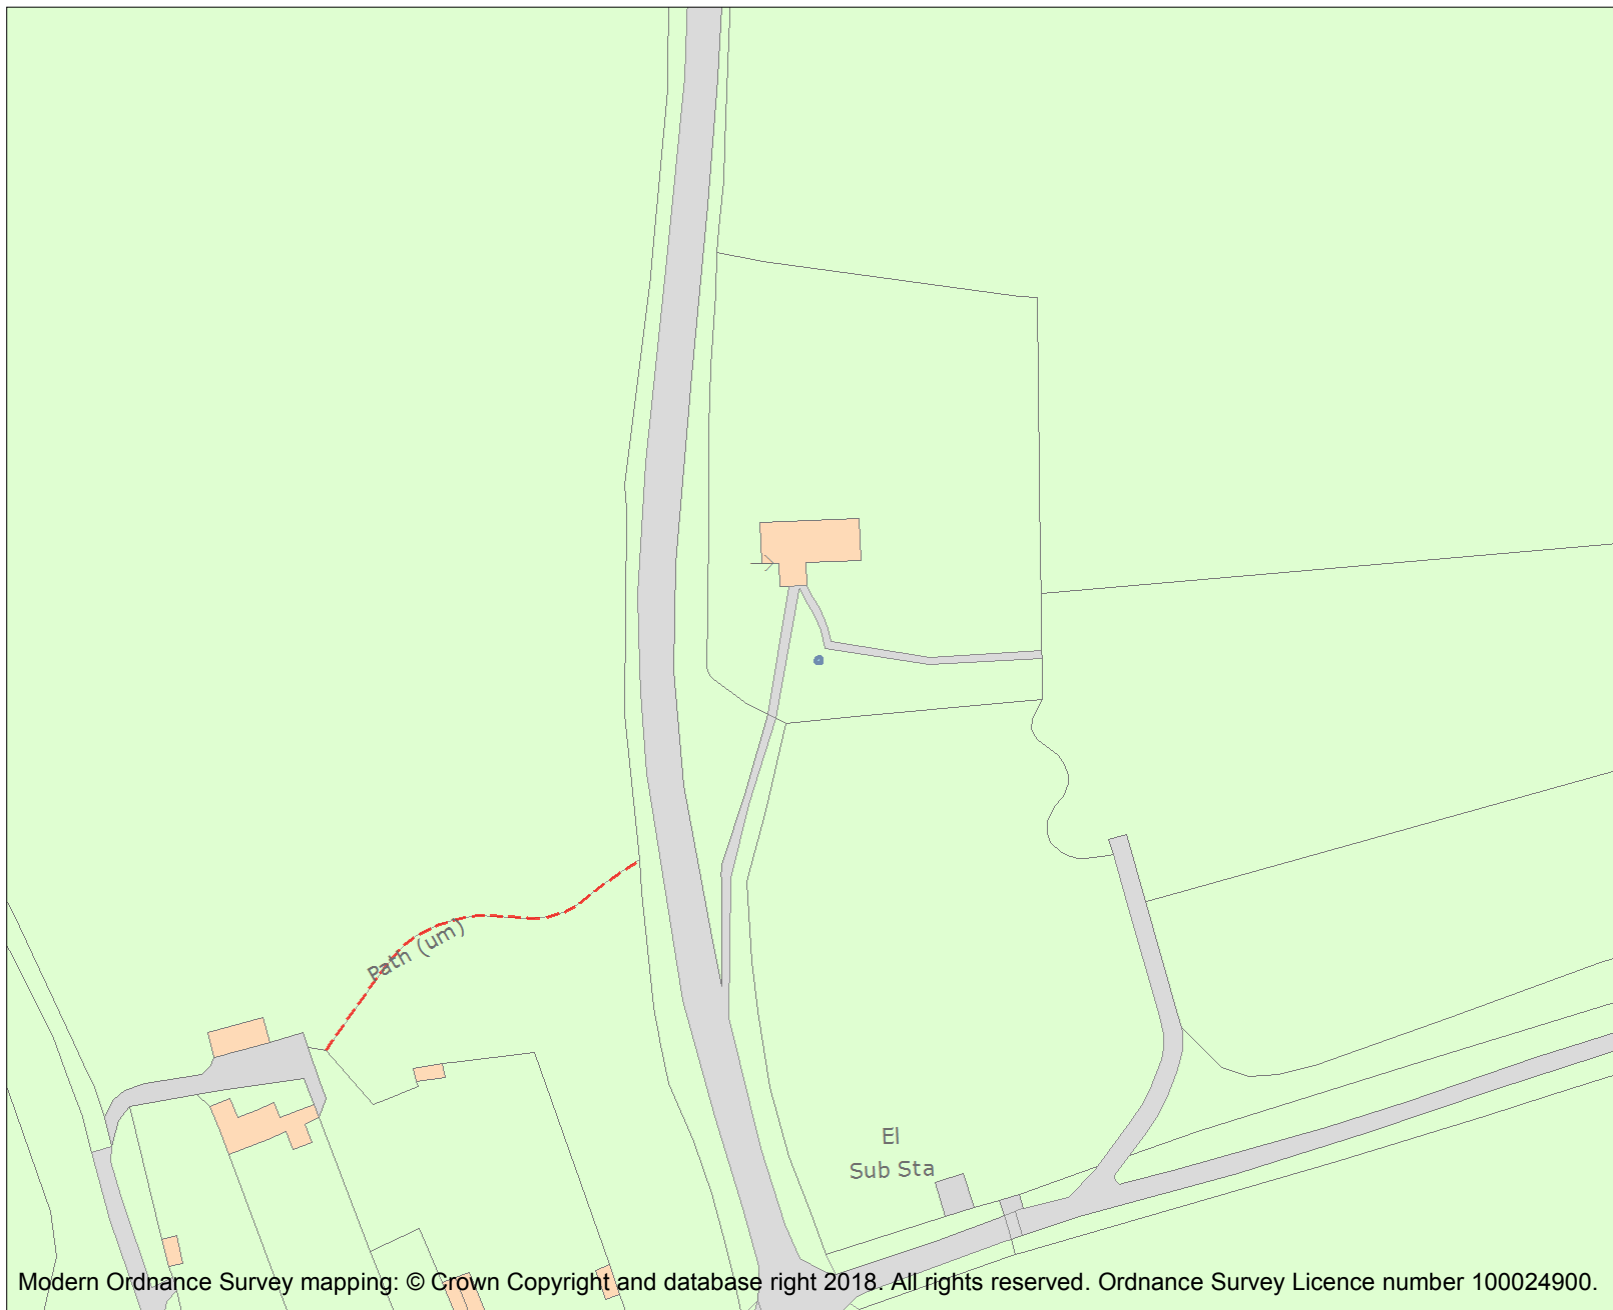 Path (um)
El
Sub Sta
Modern Ordnance Survey mapping: © Crown Copyright and database right 2018. All rights reserved. Ordnance Survey Licence number 100024900.